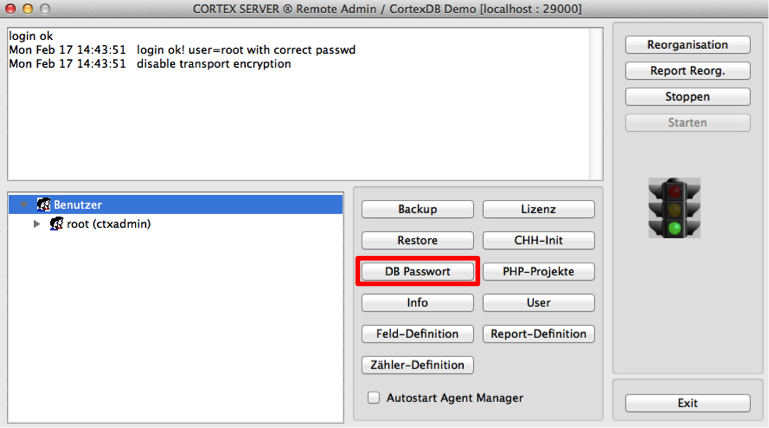 CORTEX SERVER ® Remote Admin / CortexDB Demo [localhost : 29000]
login ok
Mon Feb 17 14:43:51 login ok! user=root with correct passwd
Mon Feb 17 14:43:51 disable transport encryption
Reorganisation
Report Reorg.
Stoppen
Starten
Benutzer
root (ctxadmin)
Backup Lizenz
Restore CHH-Init
DB Passwort PHP-Projekte
Info User
Feld-Definition Report-Definition
Zähler-Definition
Autostart Agent Manager
Exit